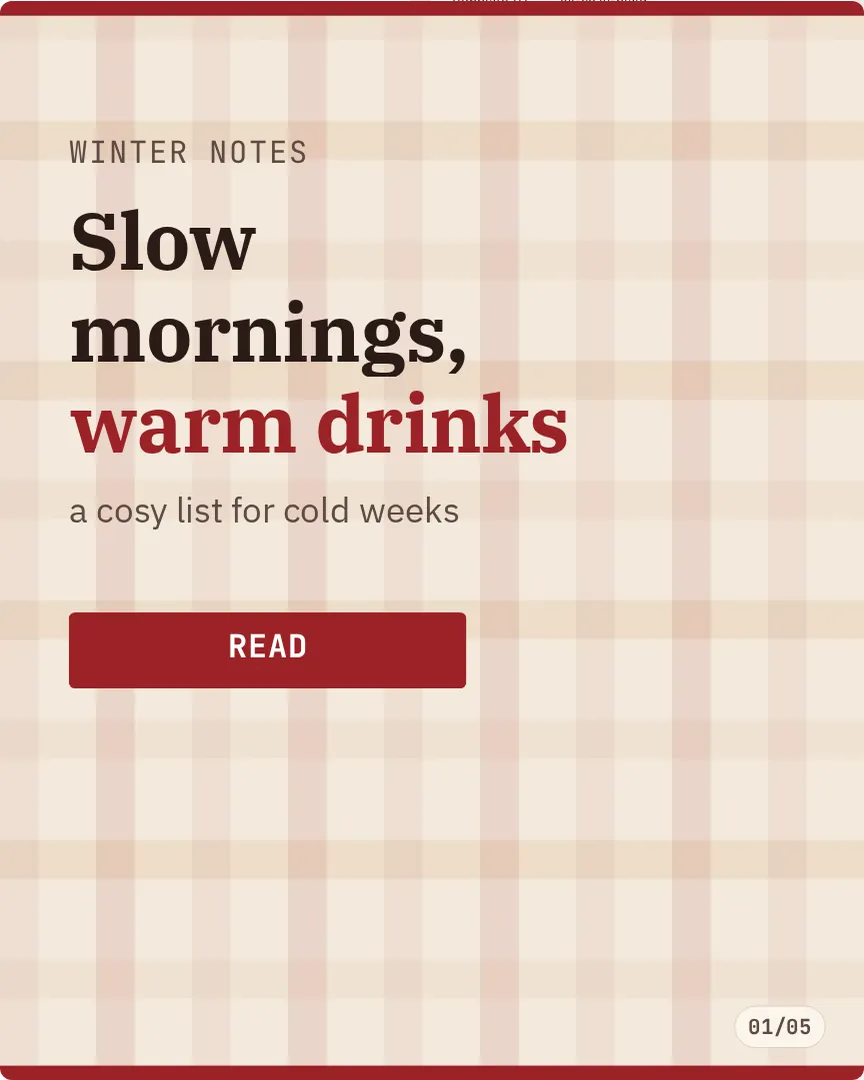 WINTER NOTES
Slow
mornings,
warm drinks
a cosy list for cold weeks
READ
01/05